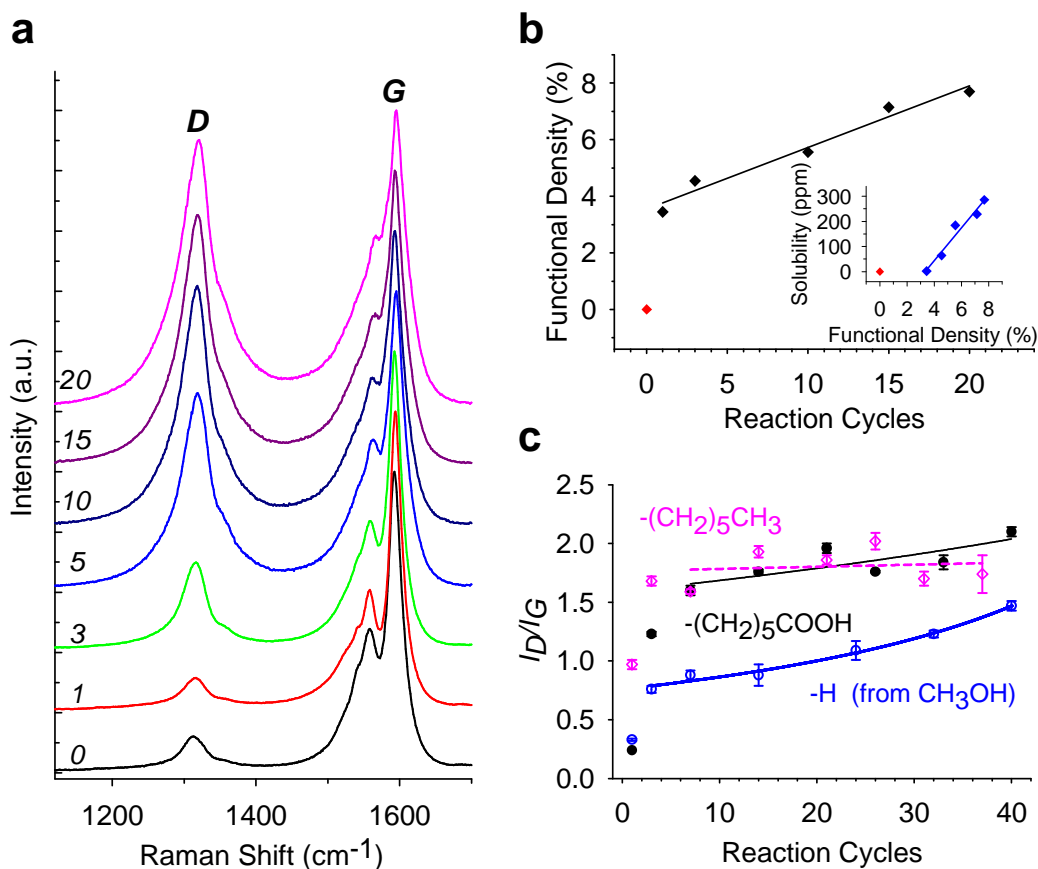 a
D
G
20
15
10
5
3
1
0
Intensity (a.u.)
1200
1400
1600
Raman Shift (cm-1)
b
Functional Density (%)
8
6
4
2
0
0
5
10
15
20
Reaction Cycles
Solubility (ppm)
300
200
100
0
0
2
4
6
8
Functional Density (%)
c
ID/IG
2.5
2.0
1.5
1.0
0.5
0.0
-(CH2)5CH3
-(CH2)5COOH
-H (from CH3OH)
0
10
20
30
40
Reaction Cycles